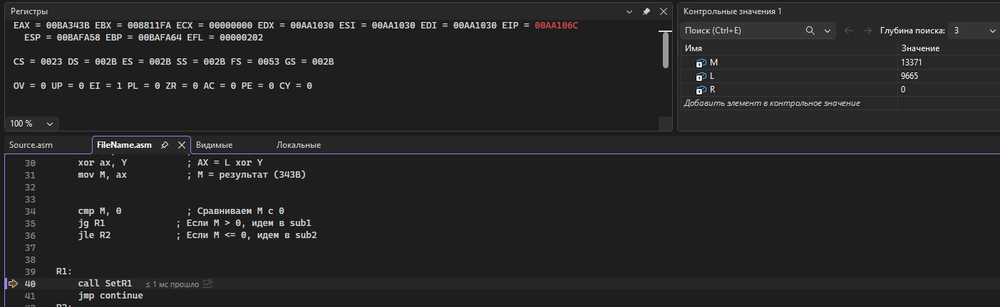 Регистры
EAX = 00BA343B EBX = 008811FA ECX = 00000000 EDX = 00AA1030 ESI = 00AA1030 EDI = 00AA1030 EIP = 00AA106C
ESP = 00BAFA58 EBP = 00BAFA64 EFL = 00000202
CS = 0023 DS = 002B ES = 002B SS = 002B FS = 0053 GS = 002B
OV = 0 UP = 0 EI = 1 PL = 0 ZR = 0 AC = 0 PE = 0 CY = 0
100 %
Контрольные значения 1
Поиск (Ctrl+E) Глубина поиска: 3
Имя Значение
M 13371
L 9665
R 0
Добавить элемент в контрольное значение
Source.asm FileName.asm Видимые Локальные
30 xor ax, Y ; AX = L xor Y
31 mov M, ax ; M = результат (343B)
32
33
34 cmp M, 0 ; Сравниваем M с 0
35 jg R1 ; Если M > 0, идем в sub1
36 jle R2 ; Если M <= 0, идем в sub2
37
38
39 R1:
40 call SetR1 ≤ 1 мс прошло
41 jmp continue